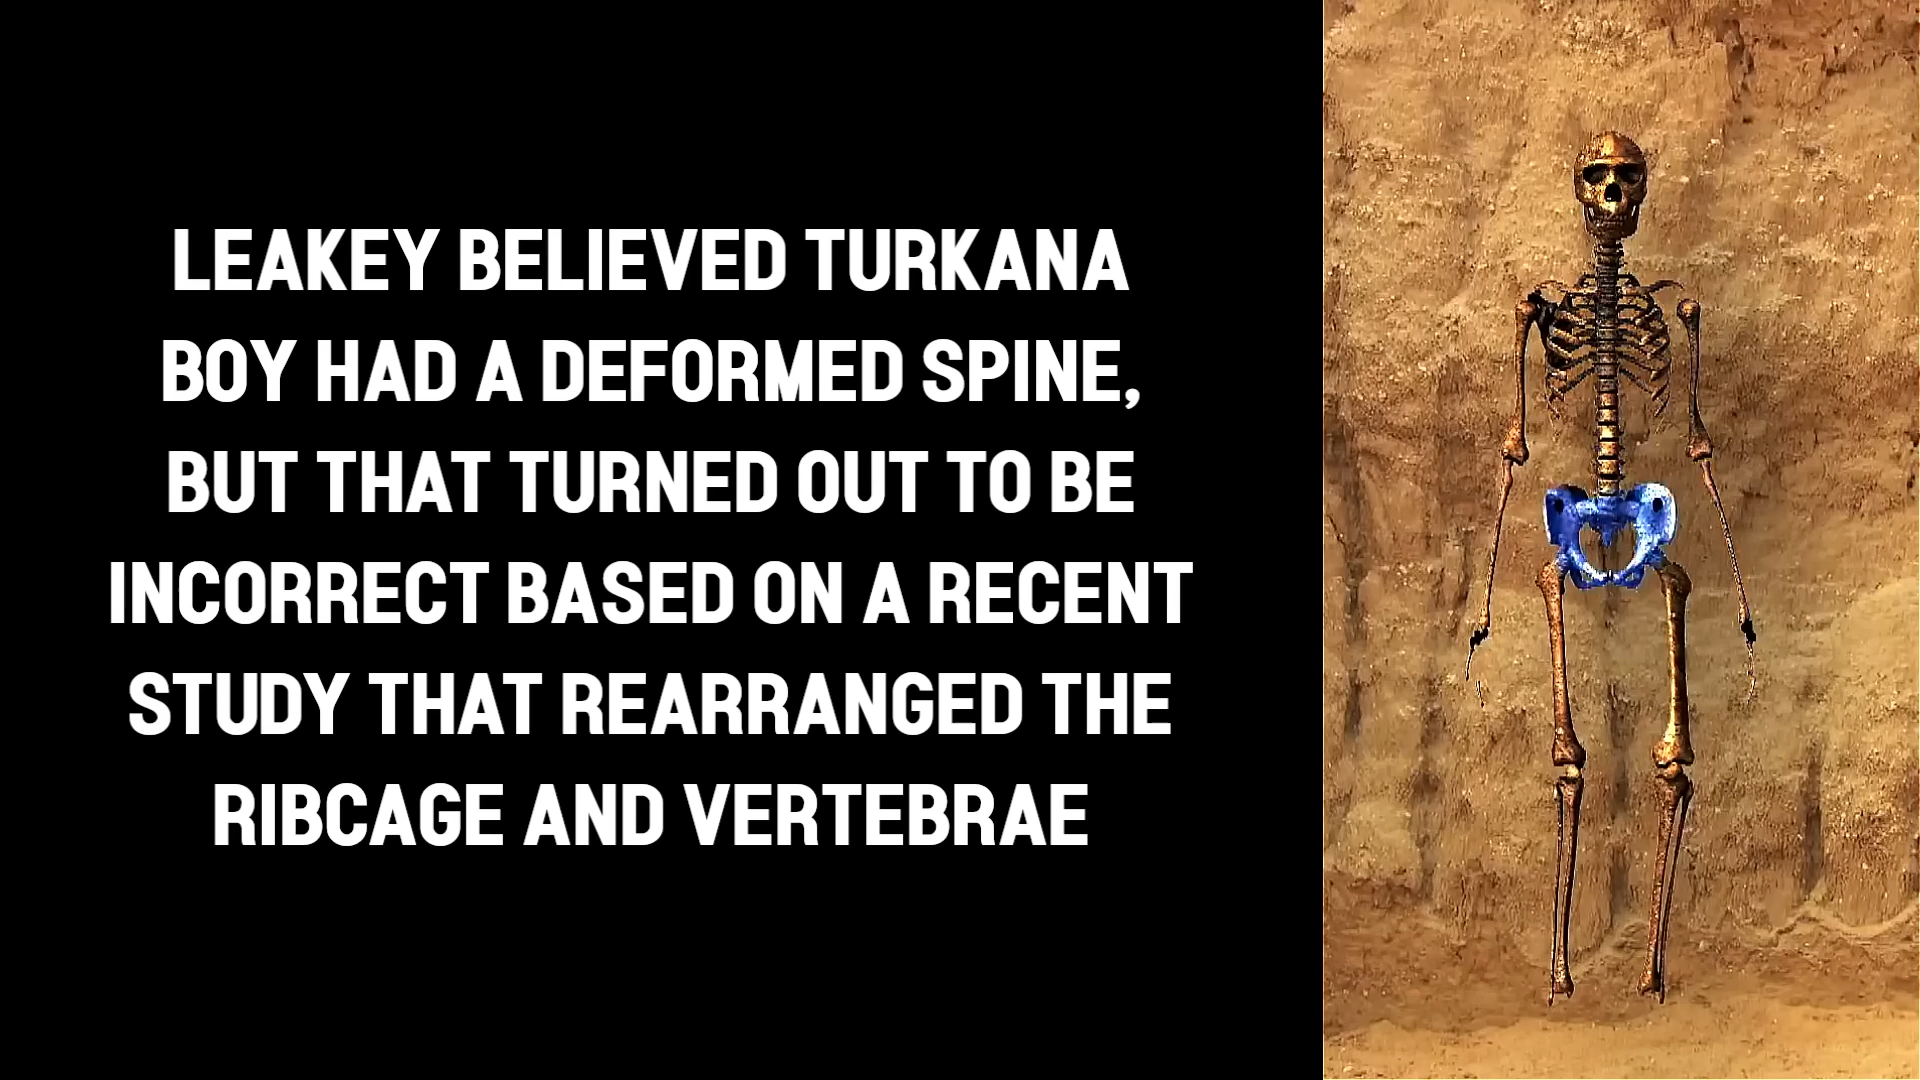 LEAKEY BELIEVED TURKANA
BOY HAD A DEFORMED SPINE,
BUT THAT TURNED OUT TO BE
INCORRECT BASED ON A RECENT
STUDY THAT REARRANGED THE
RIBCAGE AND VERTEBRAE